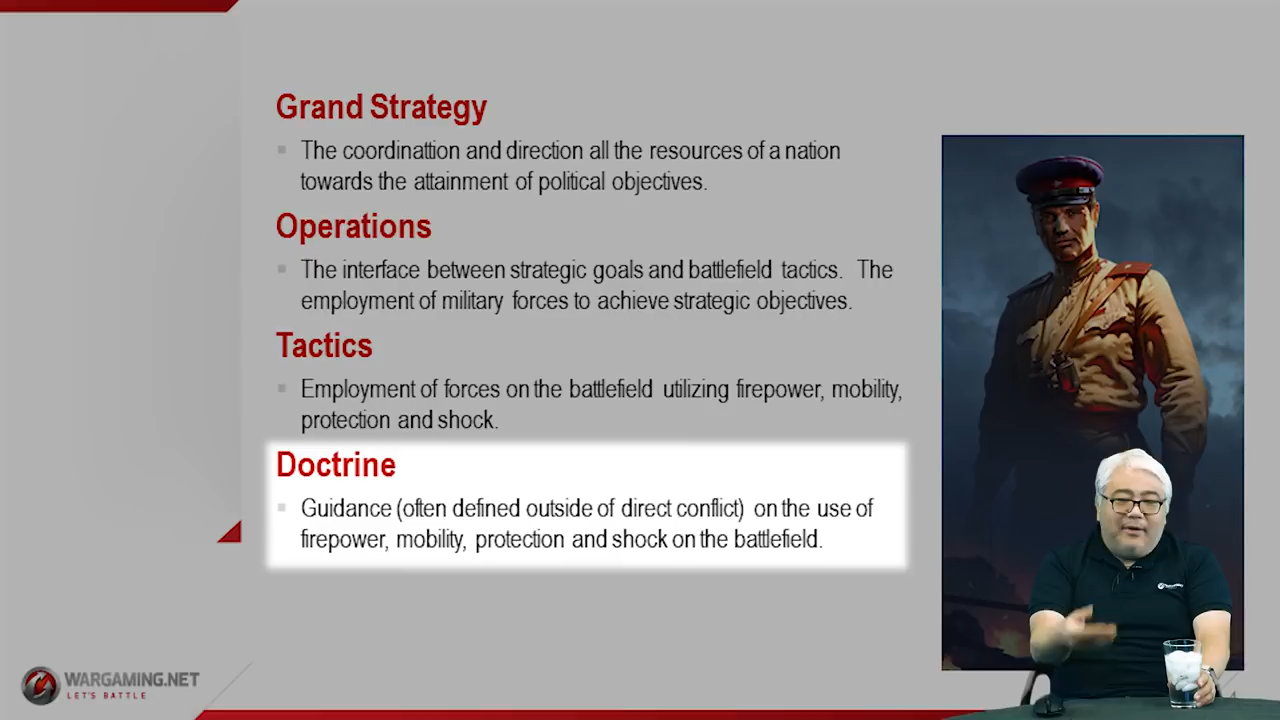 Grand Strategy
The coordinattion and direction all the resources of a nation
towards the attainment of political objectives.
Operations
The interface between strategic goals and battlefield tactics. The
employment of military forces to achieve strategic objectives.
Tactics
Employment of forces on the battlefield utilizing firepower, mobility,
protection and shock.
Doctrine
Guidance (often defined outside of direct conflict) on the use of
firepower, mobility, protection and shock on the battlefield.
WARGAMING.NET
LET'S BATTLE